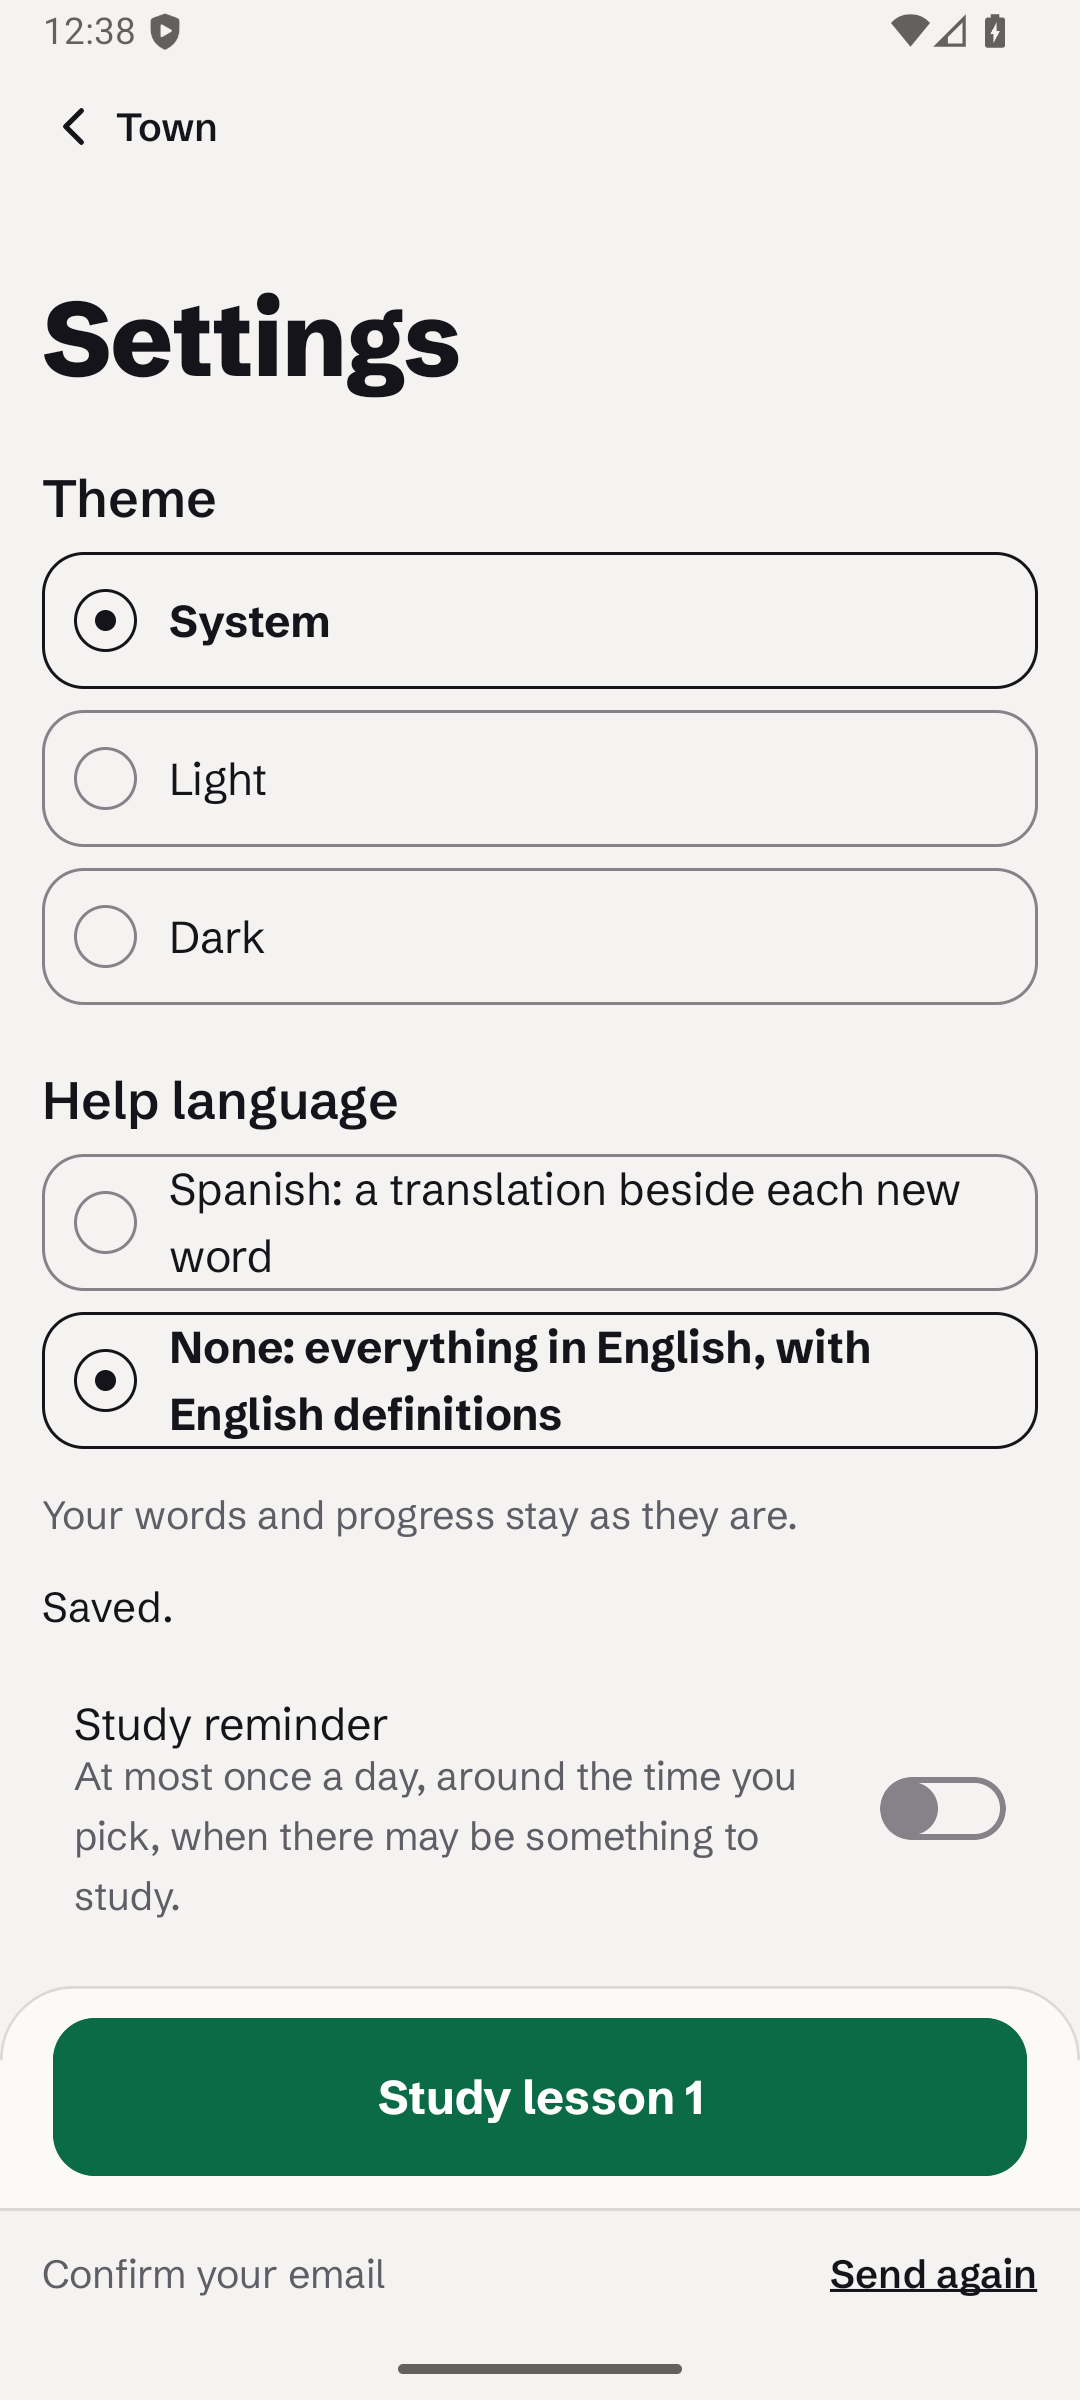 12:38
Town
Settings
Theme
System
Light
Dark
Help language
Spanish: a translation beside each new
word
None: everything in English, with
English definitions
Your words and progress stay as they are.
Saved.
Study reminder
At most once a day, around the time you
pick, when there may be something to
study.
Study lesson 1
Confirm your email
Send again